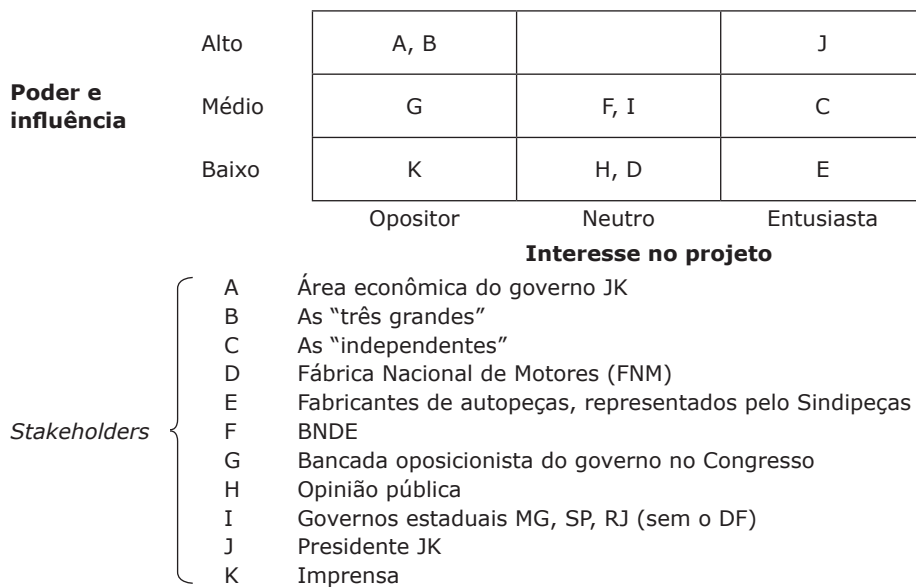 Alto A, B J
Poder e
influência
Médio G F, I C
Baixo K H, D E
Opositor Neutro Entusiasta
Interesse no projeto
Stakeholders
A Área econômica do governo JK
B As “três grandes”
C As “independentes”
D Fábrica Nacional de Motores (FNM)
E Fabricantes de autopeças, representados pelo Sindipeças
F BNDE
G Bancada oposicionista do governo no Congresso
H Opinião pública
I Governos estaduais MG, SP, RJ (sem o DF)
J Presidente JK
K Imprensa